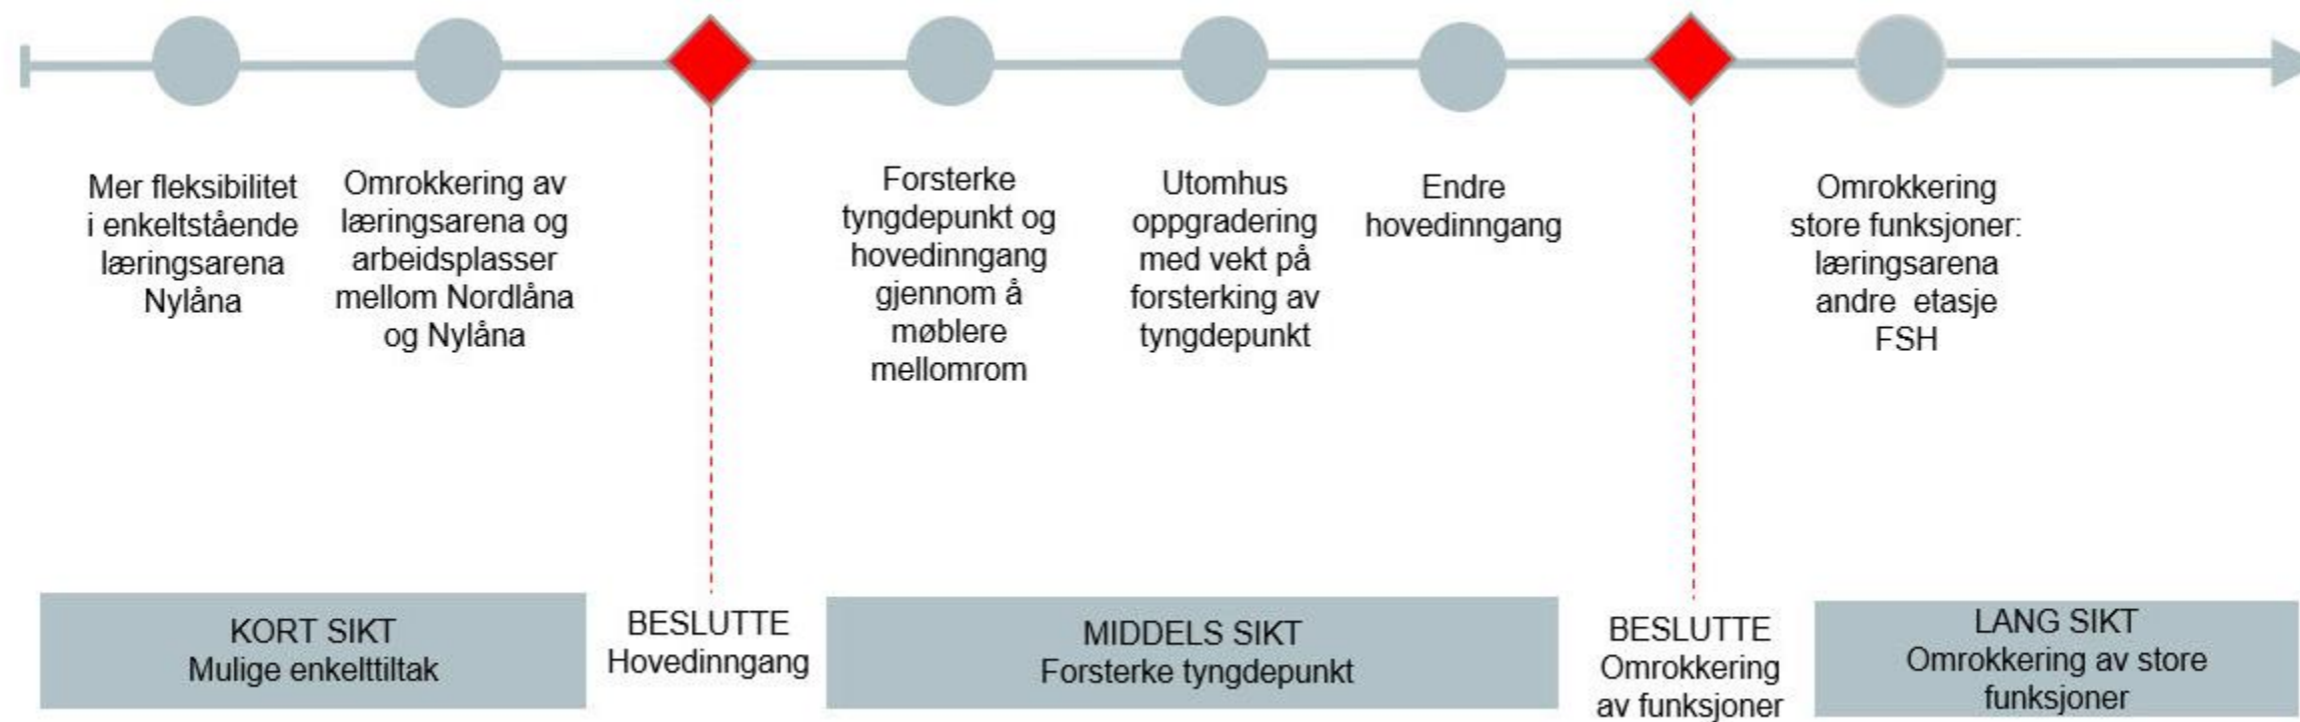 Mer fleksibilitet
i enkeltstående
læringsarena
Nylåna
Omrokkering av
læringsarena og
arbeidsplasser
mellom Nordlåna
og Nylåna
Forsterke
tyngdepunkt og
hovedinngang
gjennom å
møblere
mellomrom
Utomhus
oppgradering
med vekt på
forsterking av
tyngdepunkt
Endre
hovedinngang
Omrokkering
store funksjoner:
læringsarena
andre etasje
FSH
KORT SIKT
Mulige enkelttiltak
BESLUTTE
Hovedinngang
MIDDELS SIKT
Forsterke tyngdepunkt
BESLUTTE
Omrokkering
av funksjoner
LANG SIKT
Omrokkering av store
funksjoner